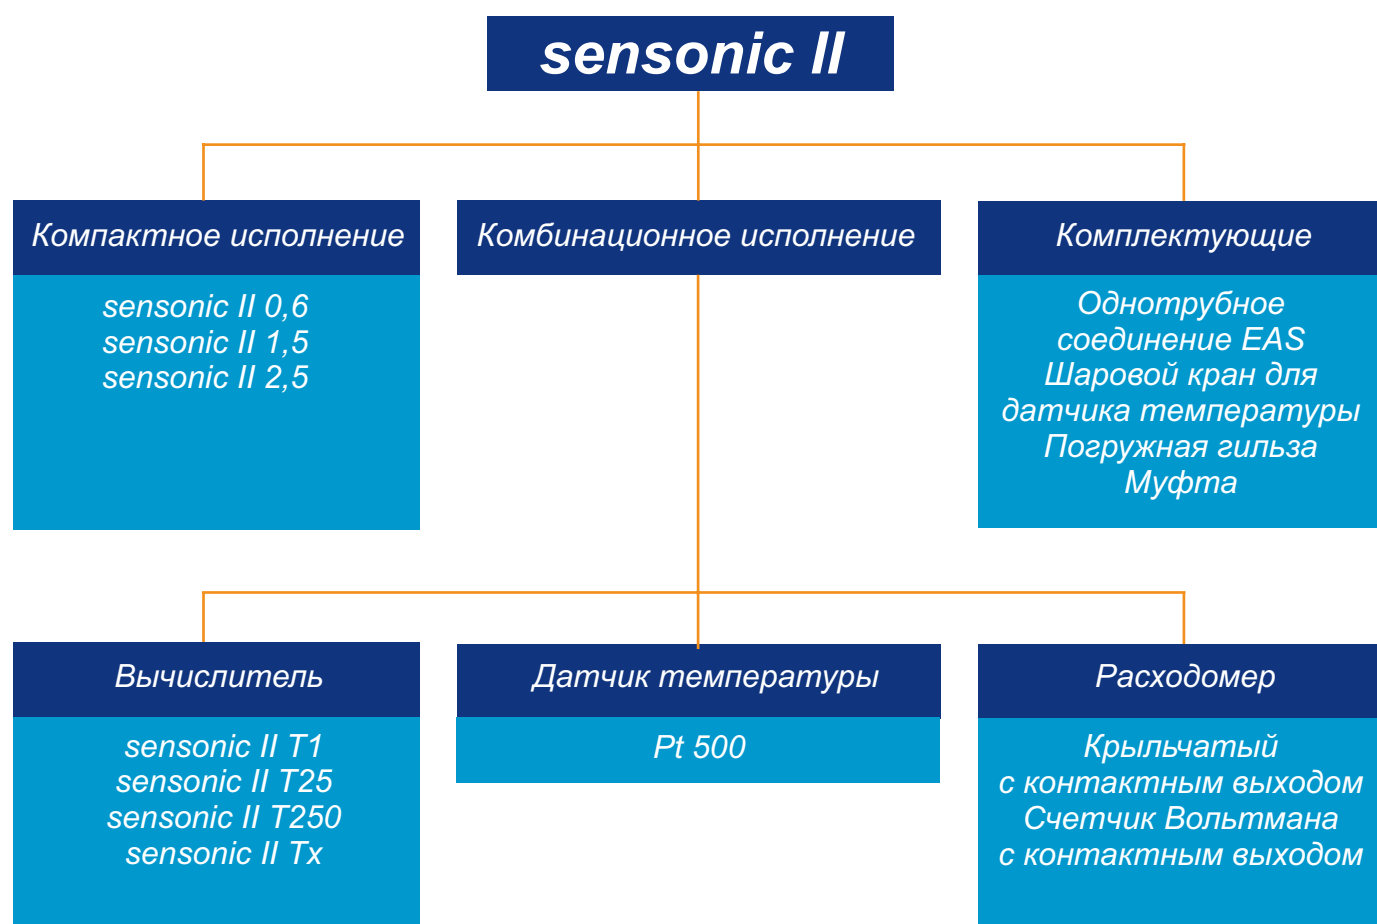 sensonic II
Компактное исполнение
sensonic II 0,6
sensonic II 1,5
sensonic II 2,5
Комбинационное исполнение
Комплектующие
Однотрубное
соединение EAS
Шаровой кран для
датчика температуры
Погружная гильза
Муфта
Вычислитель
sensonic II T1
sensonic II T25
sensonic II T250
sensonic II Tx
Датчик температуры
Pt 500
Расходомер
Крыльчатый
с контактным выходом
Счетчик Вольтмана
с контактным выходом